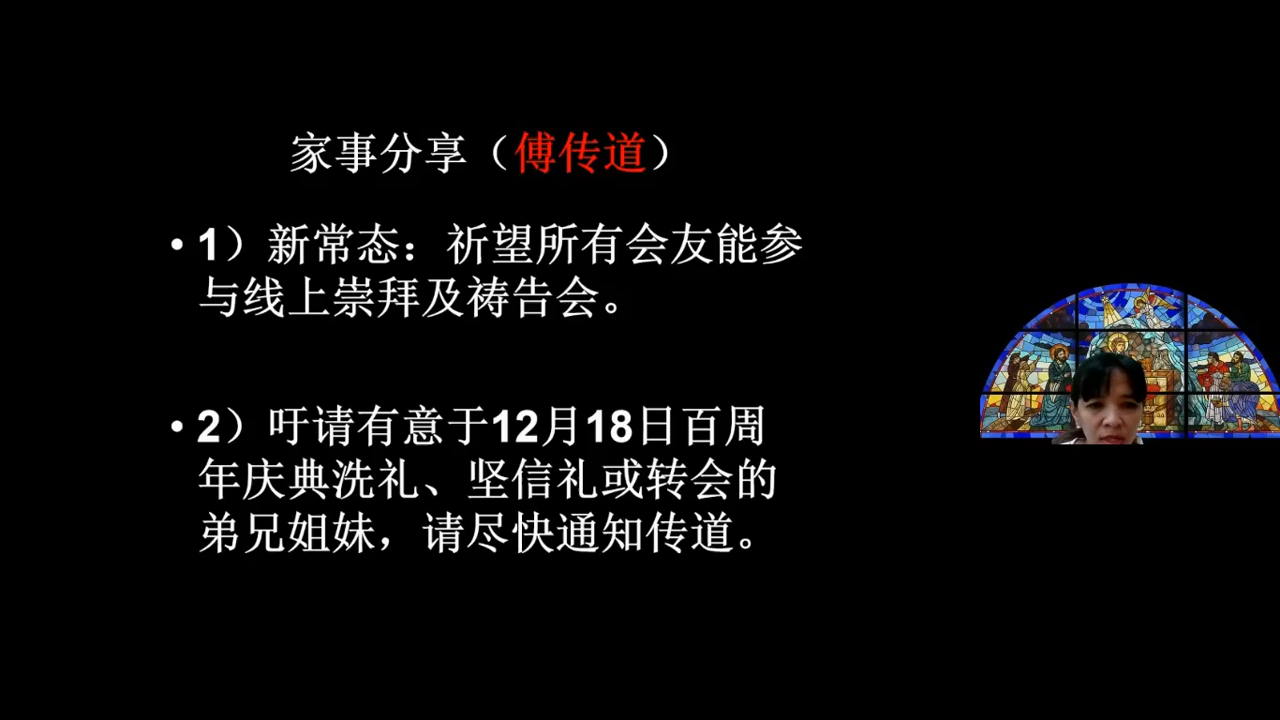 家事分享（傅传道）
• 1）新常态：祈望所有会友能参
与线上崇拜及祷告会。
• 2）吁请有意于12月18日百周
年庆典洗礼、坚信礼或转会的
弟兄姐妹，请尽快通知传道。